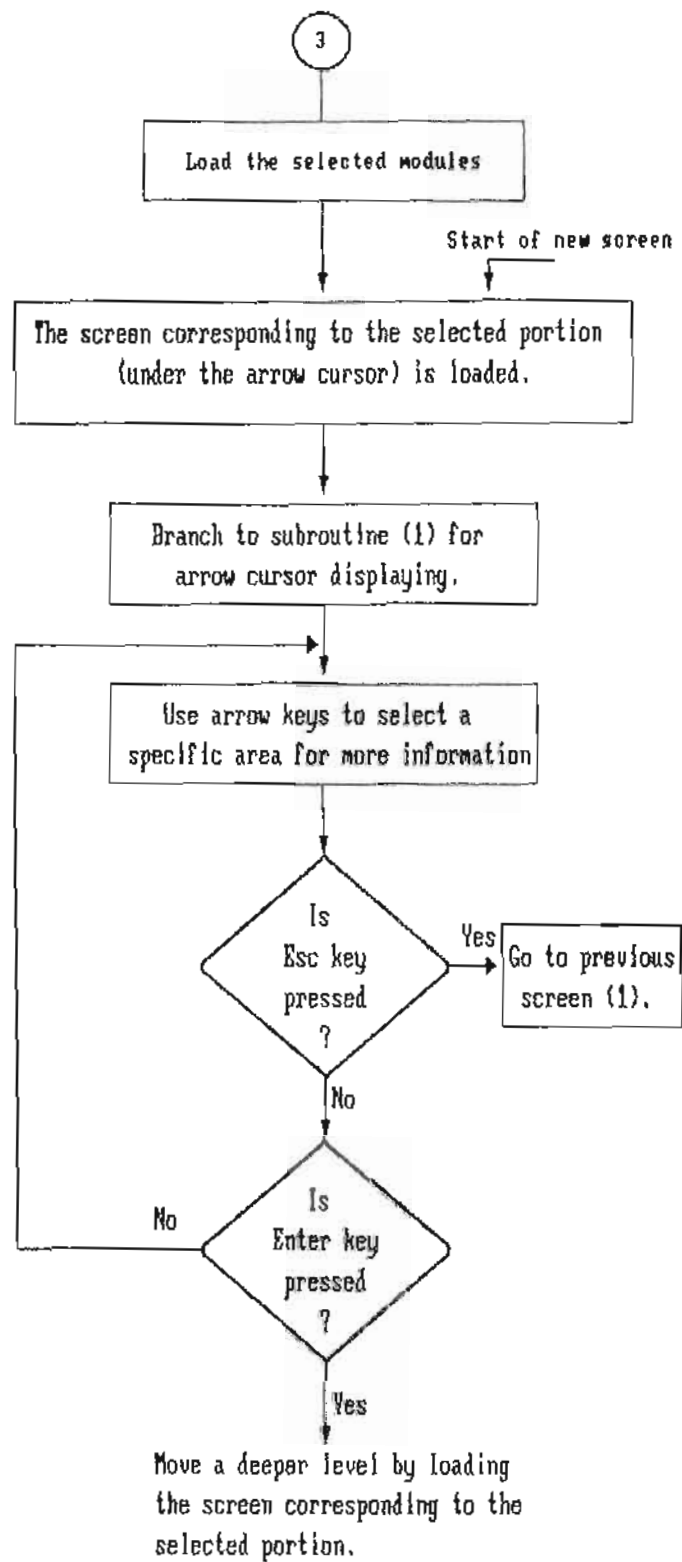 3
Load the selected modules
Start of new screen
The screen corresponding to the selected portion
(under the arrow cursor) is loaded.
Branch to subroutine (1) for
arrow cursor displaying.
Use arrow keys to select a
specific area for more information
Is
Esc key
pressed
?
Yes
Go to previous
screen (1).
No
Is
Enter key
pressed
?
No
Yes
Move a deeper level by loading
the screen corresponding to the
selected portion.